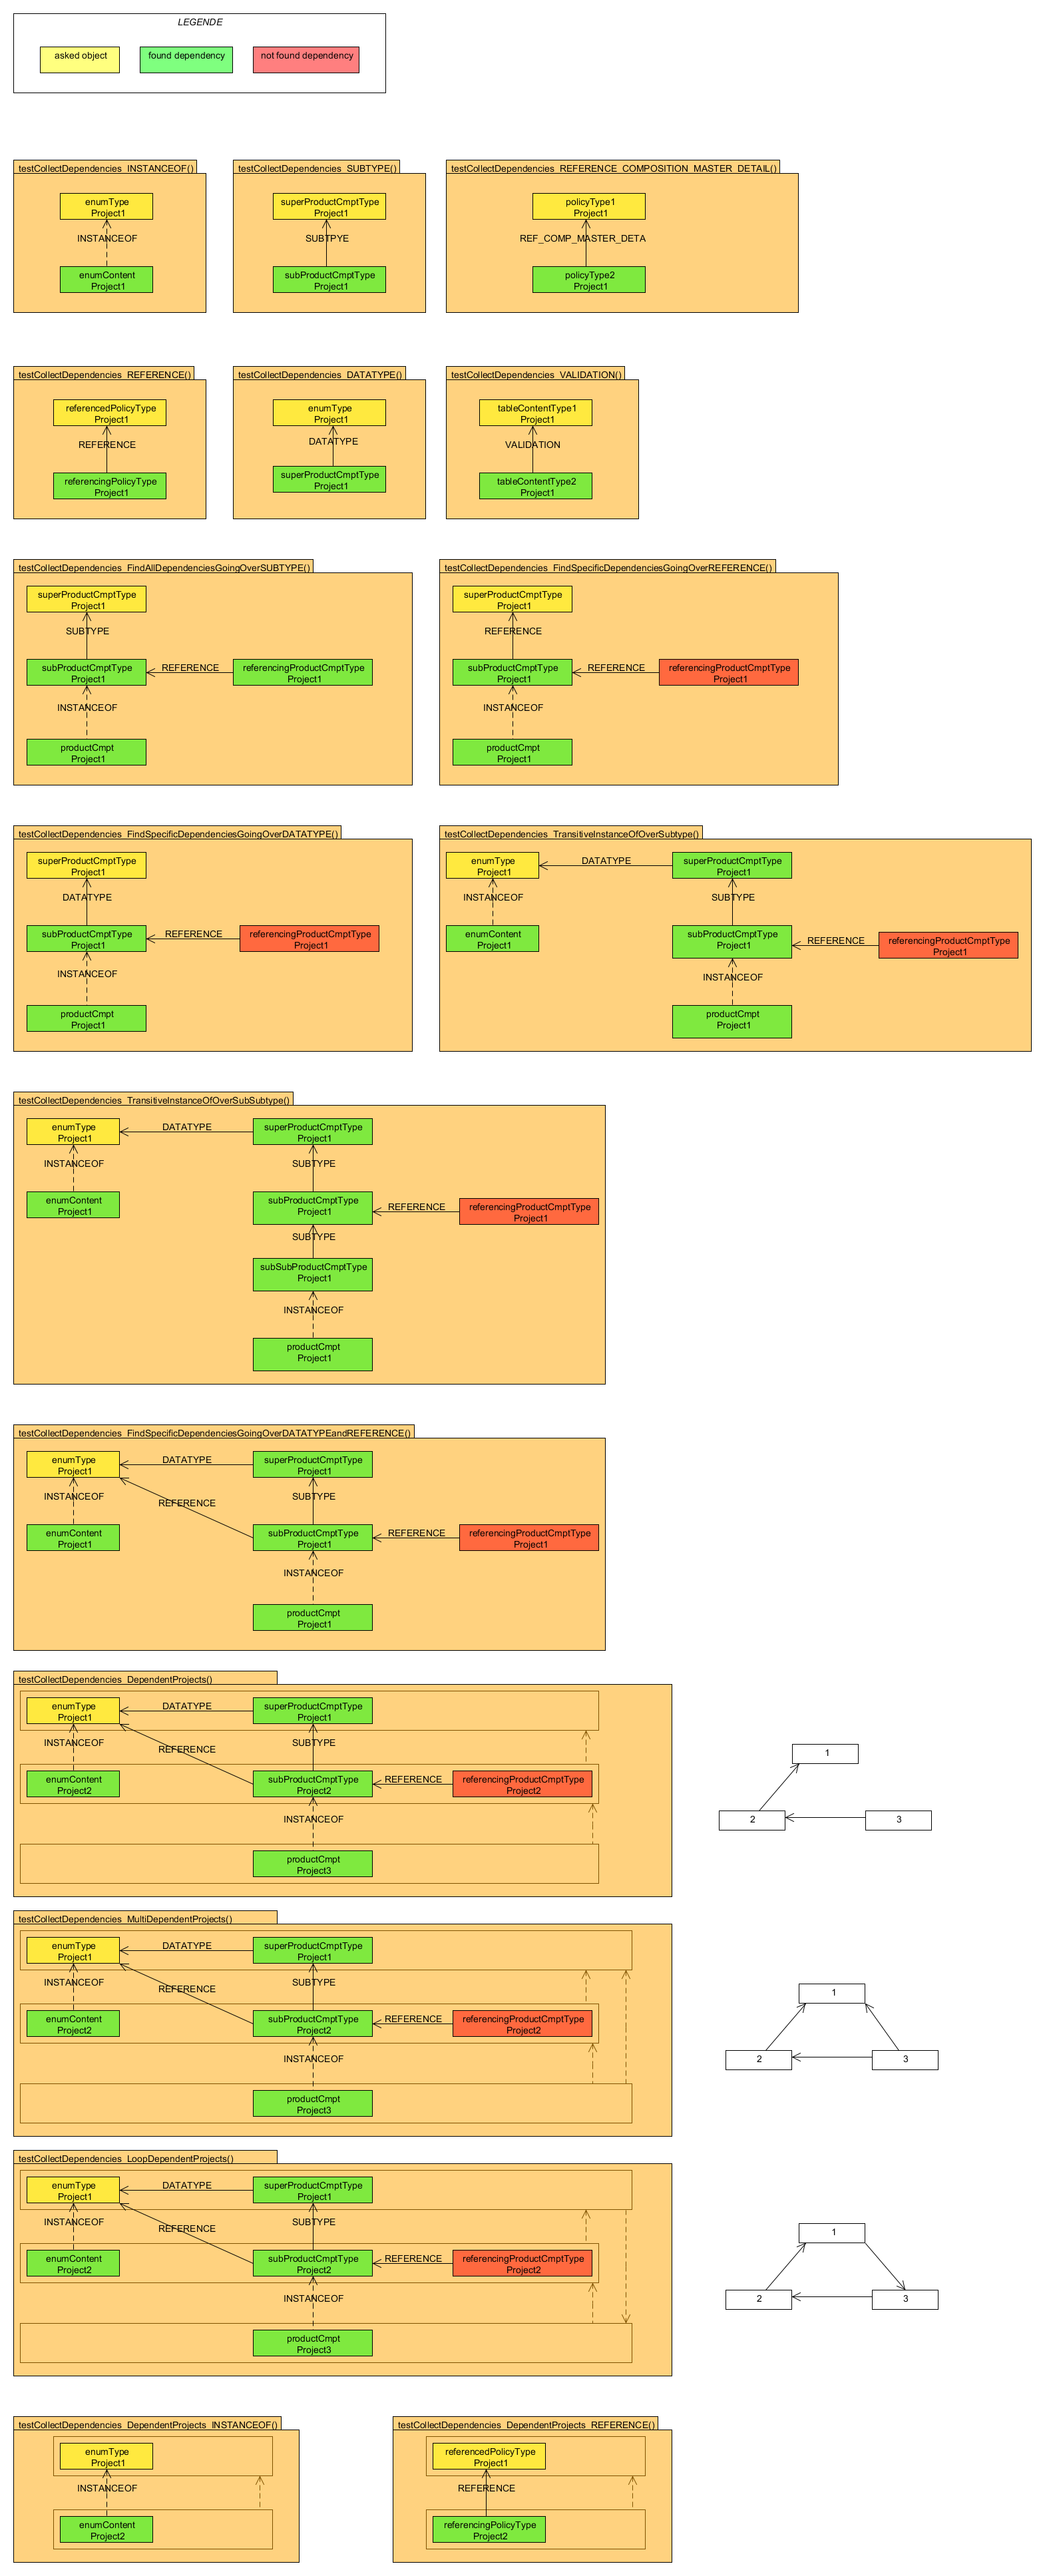 LEGENDE
asked object
found dependency
not found dependency
testCollectDependencies_INSTANCEOF()
enumType
Project1
INSTANCEOF
enumContent
Project1
testCollectDependencies_SUBTYPE()
superProductCmptType
Project1
SUBTPYE
subProductCmptType
Project1
testCollectDependencies_REFERENCE_COMPOSITION_MASTER_DETAIL()
policyType1
Project1
REF_COMP_MASTER_DETA
policyType2
Project1
testCollectDependencies_REFERENCE()
referencedPolicyType
Project1
REFERENCE
referencingPolicyType
Project1
testCollectDependencies_DATATYPE()
enumType
Project1
DATATYPE
superProductCmptType
Project1
testCollectDependencies_VALIDATION()
tableContentType1
Project1
VALIDATION
tableContentType2
Project1
testCollectDependencies_FindAllDependenciesGoingOverSUBTYPE()
superProductCmptType
Project1
SUBTYPE
subProductCmptType
Project1
REFERENCE
referencingProductCmptType
Project1
INSTANCEOF
productCmpt
Project1
testCollectDependencies_FindSpecificDependenciesGoingOverREFERENCE()
superProductCmptType
Project1
REFERENCE
subProductCmptType
Project1
REFERENCE
referencingProductCmptType
Project1
INSTANCEOF
productCmpt
Project1
testCollectDependencies_FindSpecificDependenciesGoingOverDATATYPE()
superProductCmptType
Project1
DATATYPE
subProductCmptType
Project1
REFERENCE
referencingProductCmptType
Project1
INSTANCEOF
productCmpt
Project1
testCollectDependencies_TransitiveInstanceOfOverSubtype()
enumType
Project1
DATATYPE
superProductCmptType
Project1
INSTANCEOF
SUBTYPE
enumContent
Project1
subProductCmptType
Project1
REFERENCE
referencingProductCmptType
Project1
INSTANCEOF
productCmpt
Project1
testCollectDependencies_TransitiveInstanceOfOverSubSubtype()
enumType
Project1
DATATYPE
superProductCmptType
Project1
INSTANCEOF
SUBTYPE
enumContent
Project1
subProductCmptType
Project1
REFERENCE
referencingProductCmptType
Project1
SUBTYPE
subSubProductCmptType
Project1
INSTANCEOF
productCmpt
Project1
testCollectDependencies_FindSpecificDependenciesGoingOverDATATYPEandREFERENCE()
enumType
Project1
DATATYPE
superProductCmptType
Project1
INSTANCEOF
REFERENCE
SUBTYPE
enumContent
Project1
subProductCmptType
Project1
REFERENCE
referencingProductCmptType
Project1
INSTANCEOF
productCmpt
Project1
testCollectDependencies_DependentProjects()
enumType
Project1
DATATYPE
superProductCmptType
Project1
INSTANCEOF
REFERENCE
SUBTYPE
enumContent
Project2
subProductCmptType
Project2
REFERENCE
referencingProductCmptType
Project2
INSTANCEOF
productCmpt
Project3
1
2
3
testCollectDependencies_MultiDependentProjects()
enumType
Project1
DATATYPE
superProductCmptType
Project1
INSTANCEOF
REFERENCE
SUBTYPE
enumContent
Project2
subProductCmptType
Project2
REFERENCE
referencingProductCmptType
Project2
INSTANCEOF
productCmpt
Project3
1
2
3
testCollectDependencies_LoopDependentProjects()
enumType
Project1
DATATYPE
superProductCmptType
Project1
INSTANCEOF
REFERENCE
SUBTYPE
enumContent
Project2
subProductCmptType
Project2
REFERENCE
referencingProductCmptType
Project2
INSTANCEOF
productCmpt
Project3
1
2
3
testCollectDependencies_DependentProjects_INSTANCEOF()
enumType
Project1
INSTANCEOF
enumContent
Project2
testCollectDependencies_DependentProjects_REFERENCE()
referencedPolicyType
Project1
REFERENCE
referencingPolicyType
Project2